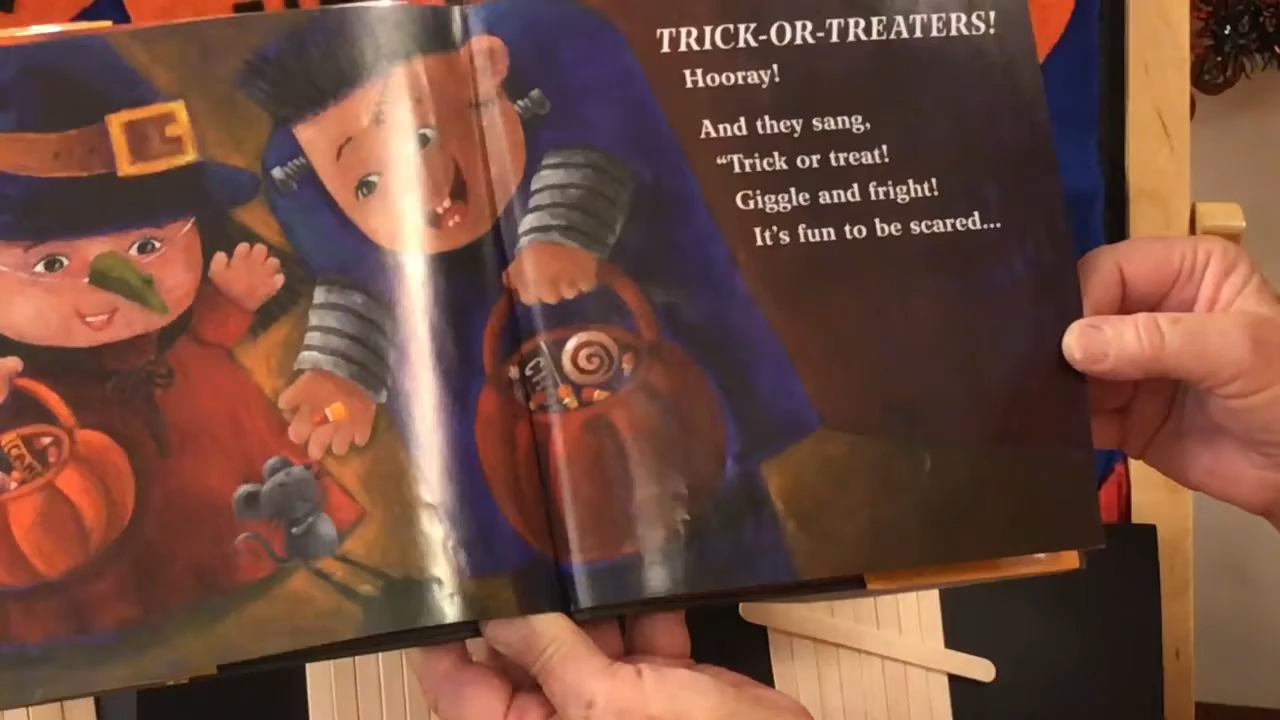 TRICK-OR-TREATERS!
Hooray!
And they sang,
“Trick or treat!
Giggle and fright!
It’s fun to be scared...